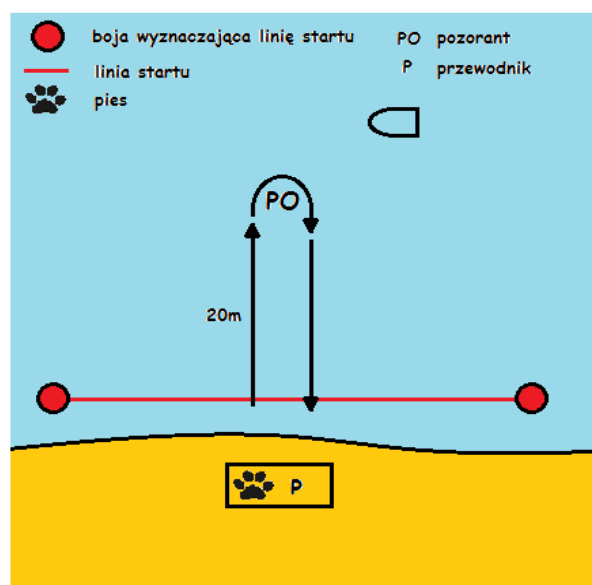 boja wyznaczająca linię startu
linia startu
pies
PO pozorant
P przewodnik
PO
20m
P